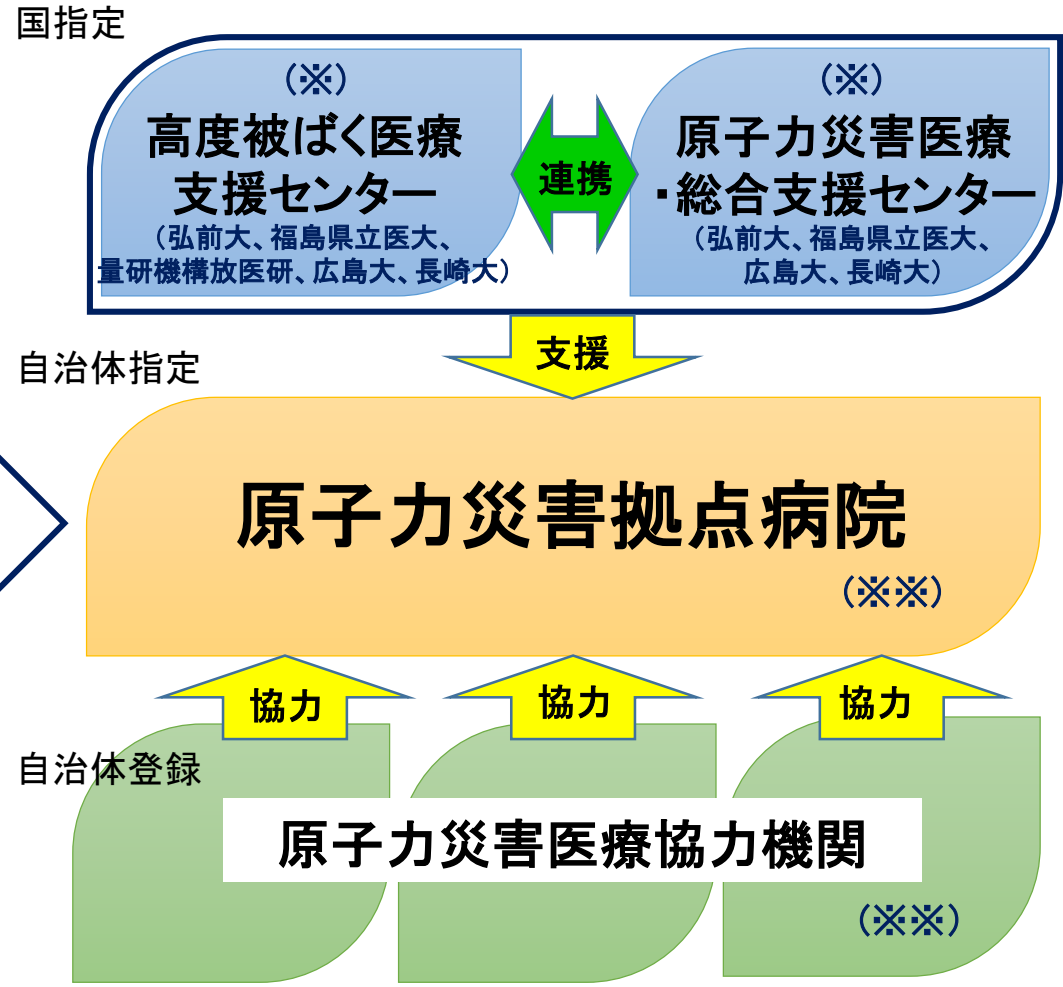 国指定
（※）
高度被ばく医療
支援センター
（弘前大、福島県立医大、
量研機構放医研、広島大、長崎大）
連携
（※）
原子力災害医療
・総合支援センター
（弘前大、福島県立医大、
広島大、長崎大）
支援
自治体指定
原子力災害拠点病院
（※※）
協力
協力
協力
自治体登録
原子力災害医療協力機関
（※※）